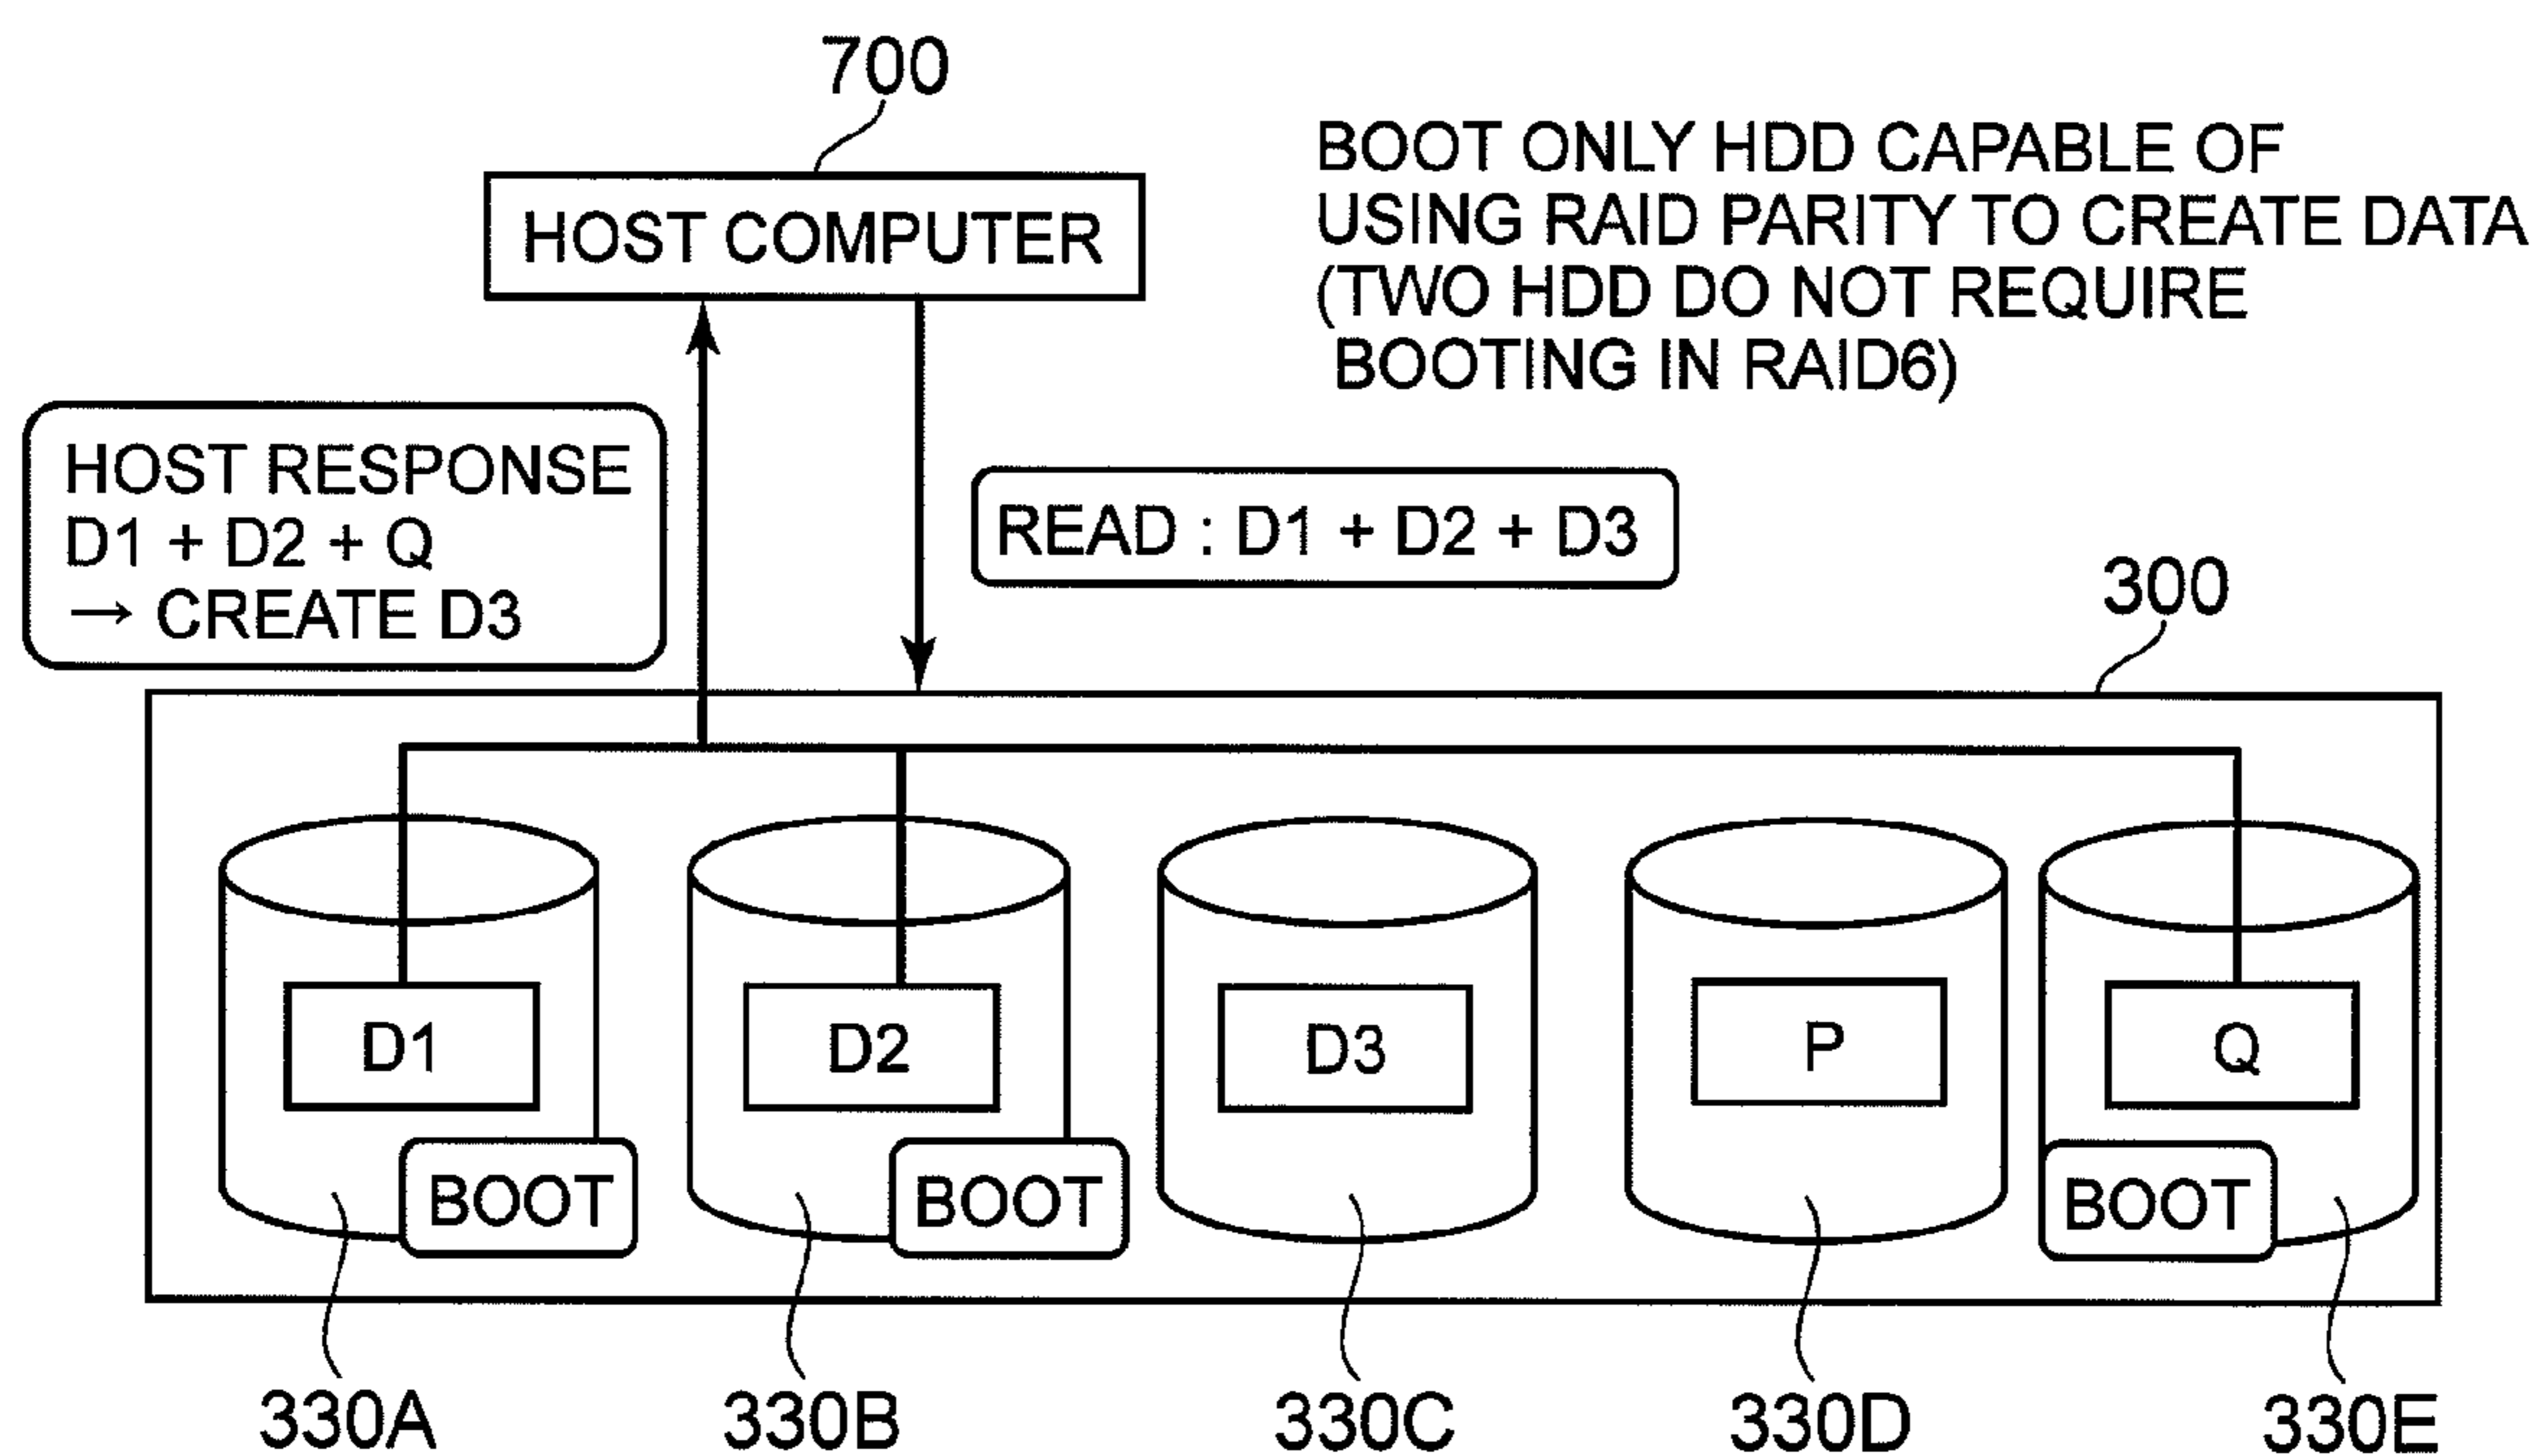 700
HOST COMPUTER
BOOT ONLY HDD CAPABLE OF
USING RAID PARITY TO CREATE DATA
(TWO HDD DO NOT REQUIRE
BOOTING IN RAID6)
HOST RESPONSE
D1 + D2 + Q
→ CREATE D3
READ : D1 + D2 + D3
300
D1
D2
D3
P
Q
BOOT
BOOT
BOOT
330A
330B
330C
330D
330E